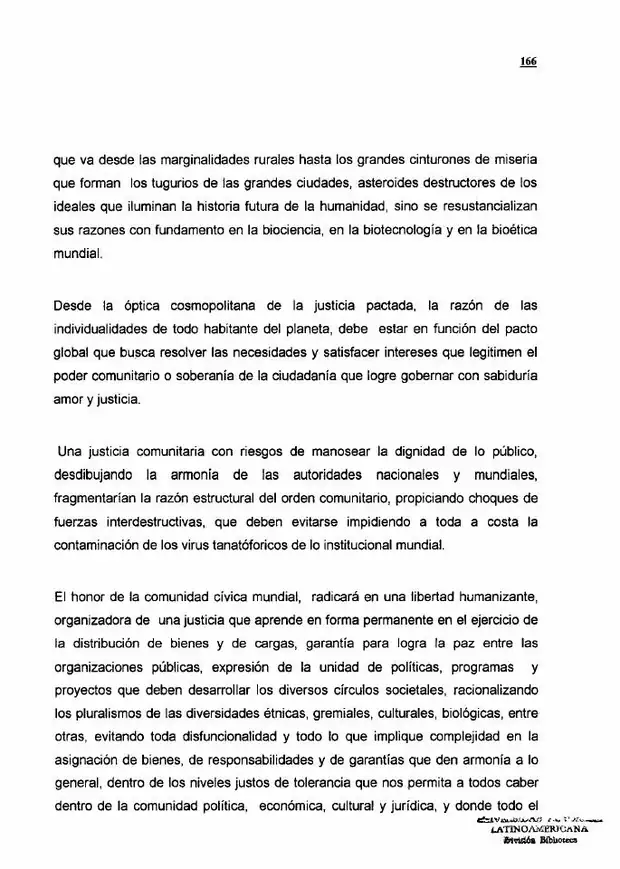 166
que va desde las marginalidades rurales hasta los grandes cinturones de miseria
que forman los tugurios de las grandes ciudades, asteroides destructores de los
ideales que iluminan la historia futura de la humanidad, sino se resustancializan
sus razones con fundamento en la biociencia, en la biotecnología y en la bioética
mundial.
Desde la óptica cosmopolitana de la justicia pactada, la razón de las
individualidades de todo habitante del planeta, debe estar en función del pacto
global que busca resolver las necesidades y satisfacer intereses que legitimen el
poder comunitario o soberanía de la ciudadanía que logre gobernar con sabiduría
amor y justicia.
Una justicia comunitaria con riesgos de manosear la dignidad de lo público,
desdibujando la armonía de las autoridades nacionales y mundiales,
fragmentarían la razón estructural del orden comunitario, propiciando choques de
fuerzas interdestructivas, que deben evitarse impidiendo a toda a costa la
contaminación de los virus tanatóforicos de lo institucional mundial.
El honor de la comunidad cívica mundial, radicará en una libertad humanizante,
organizadora de una justicia que aprende en forma permanente en el ejercicio de
la distribución de bienes y de cargas, garantía para logra la paz entre las
organizaciones públicas, expresión de la unidad de políticas, programas y
proyectos que deben desarrollar los diversos círculos societales, racionalizando
los pluralismos de las diversidades étnicas, gremiales, culturales, biológicas, entre
otras, evitando toda disfuncionalidad y todo lo que implique complejidad en la
asignación de bienes, de responsabilidades y de garantías que den armonía a lo
general, dentro de los niveles justos de tolerancia que nos permita a todos caber
dentro de la comunidad política, económica, cultural y jurídica, y donde todo el
LATINOAMERICANA
División Biblioteca